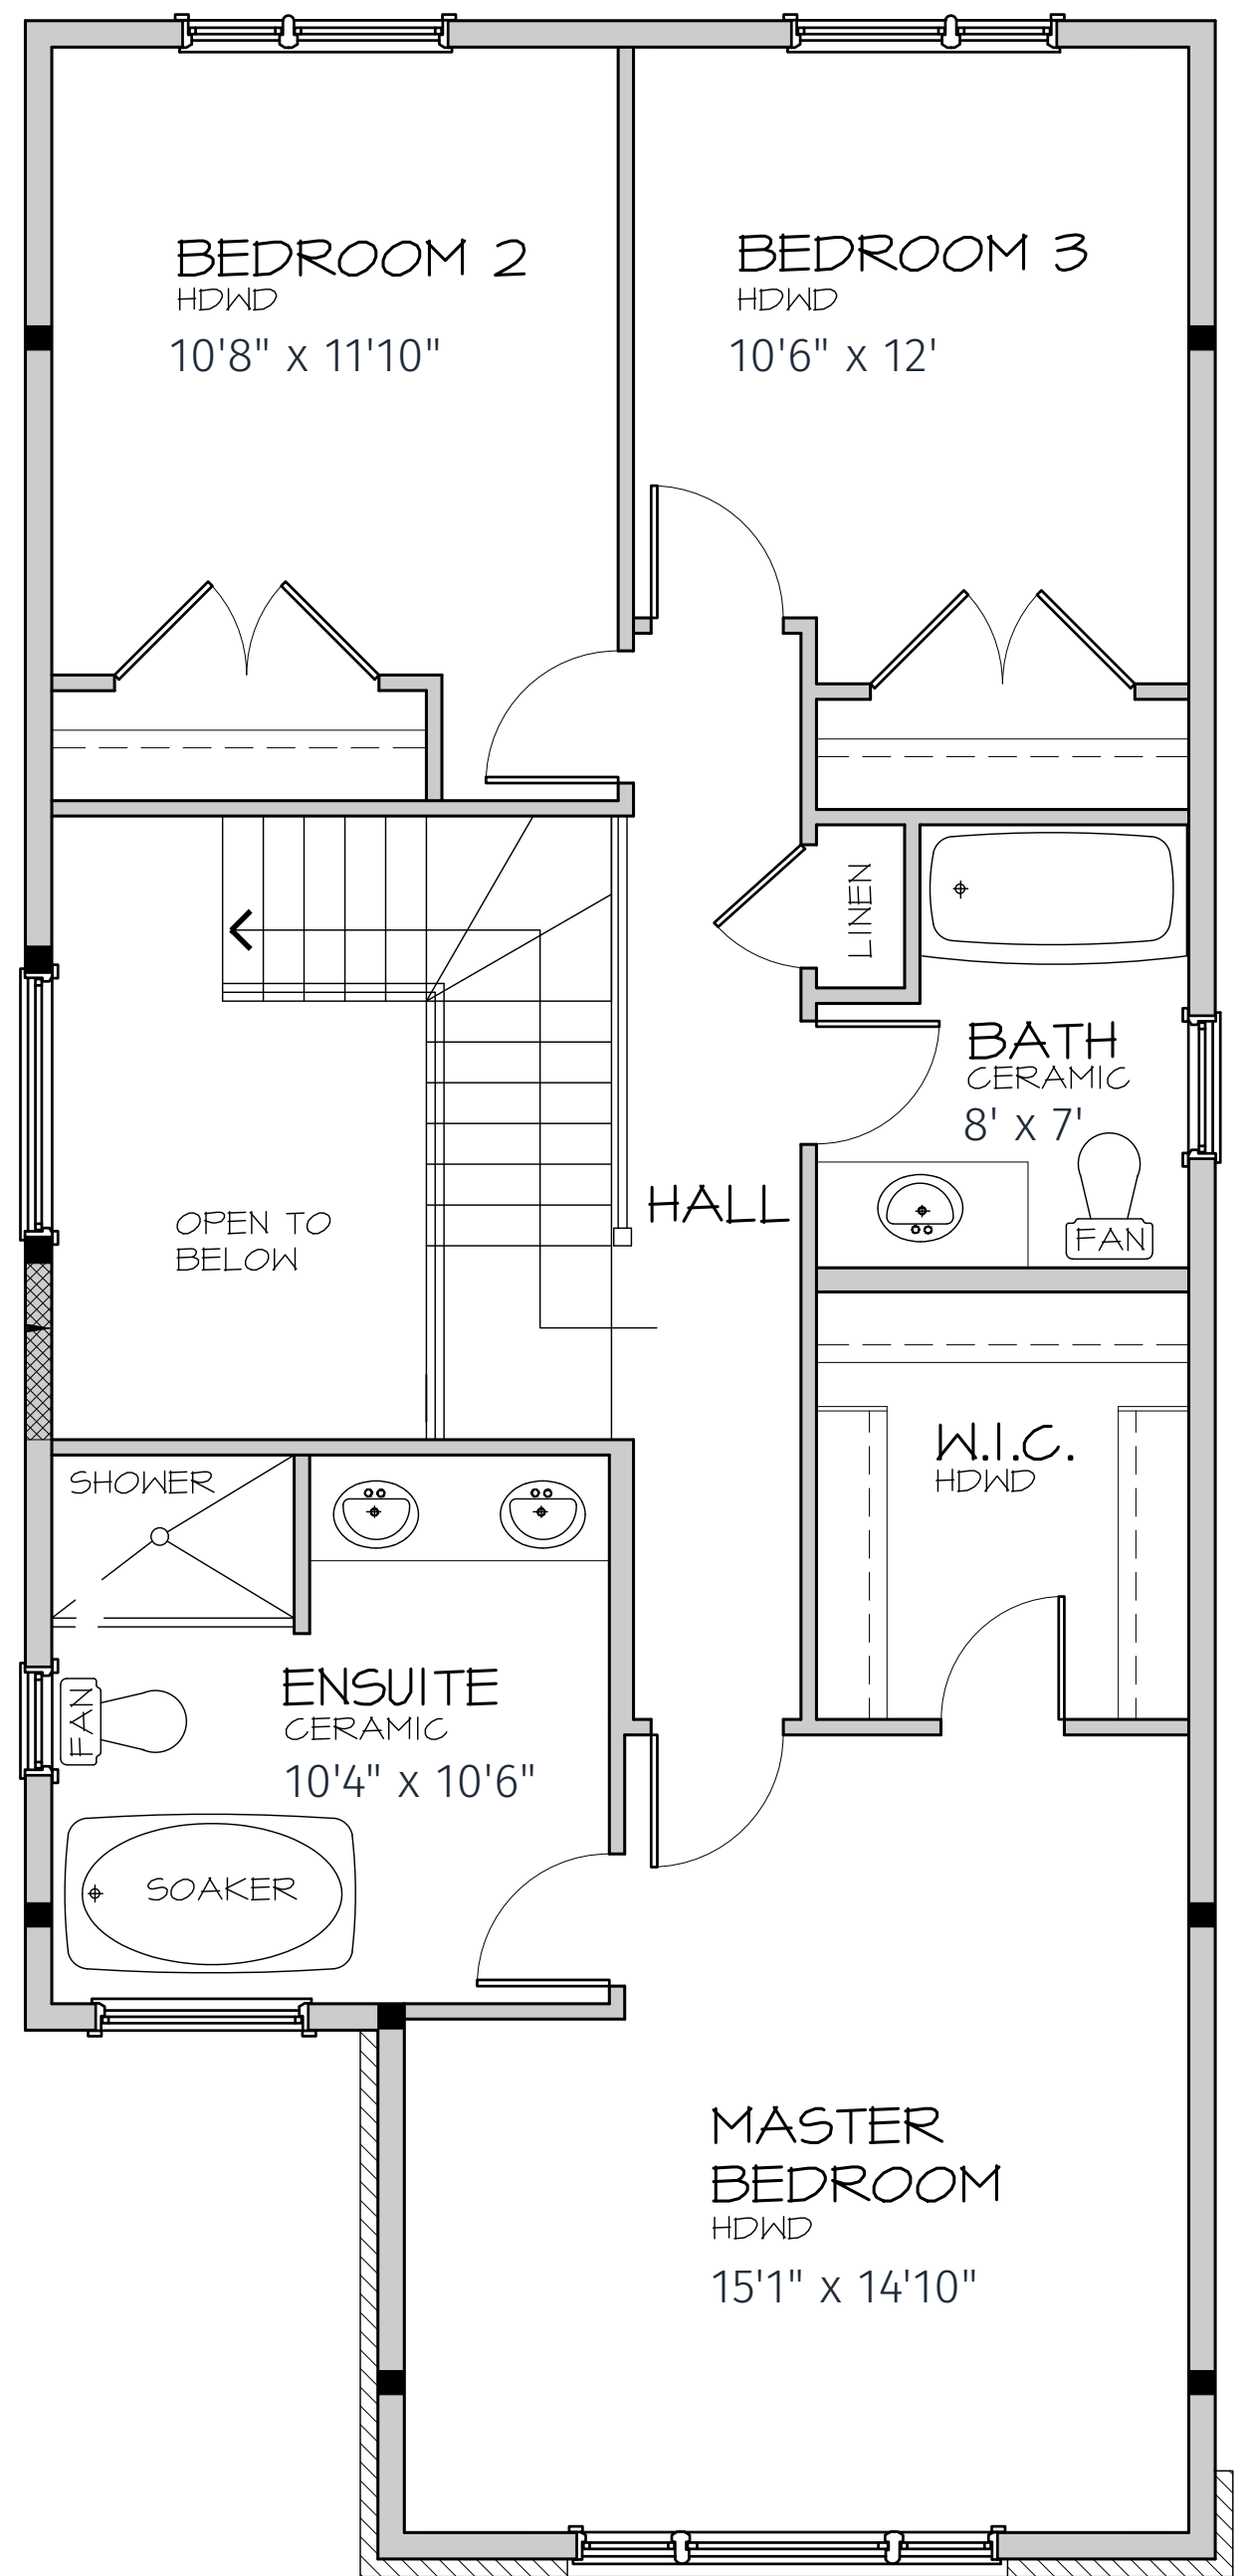 BEDROOM 2
HDWD
10'8" x 11'10"
BEDROOM 3
HDWD
10'6" x 12'
LINEN
BATH
CERAMIC
8' x 7'
FAN
HALL
OPEN TO
BELOW
W.I.C.
HDWD
SHOWER
ENSUITE
CERAMIC
10'4" x 10'6"
FAN
SOAKER
MASTER
BEDROOM
HDWD
15'1" x 14'10"